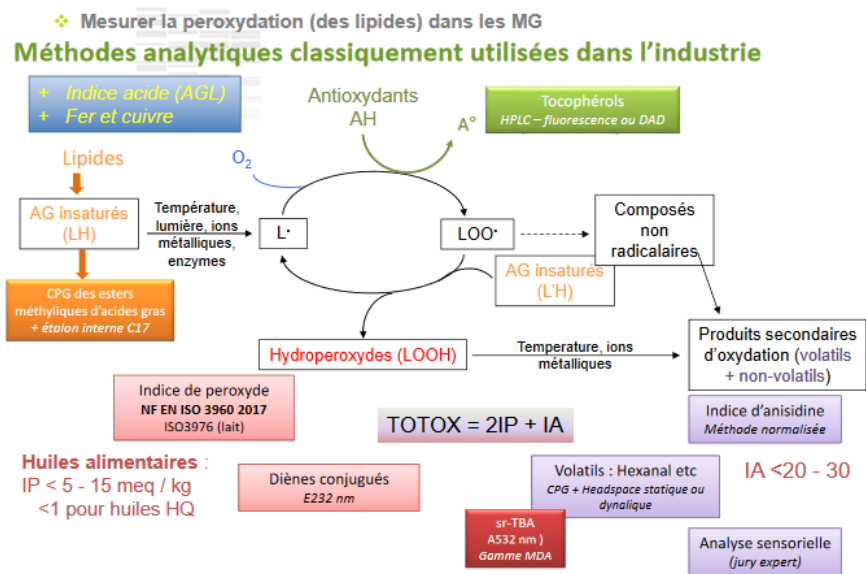 ❖ Mesurer la peroxydation (des lipides) dans les MG
Méthodes analytiques classiquement utilisées dans l'industrie
+ Indice acide (AGL)
+ Fer et cuivre
Antioxydants
AH
A°
Tocophérols
HPLC – fluorescence ou DAD
O₂
Lipides
AG insaturés
(LH)
Température,
lumière, ions
métalliques,
enzymes
L·
LOO·
Composés
non
radicalaires
AG insaturés
(L'H)
CPG des esters
méthyliques d'acides gras
+ étalon interne C17
Hydroperoxydes (LOOH)
Temperature, ions
métalliques
Produits secondaires
d'oxydation (volatils
+ non-volatils)
Indice de peroxyde
NF EN ISO 3960 2017
ISO3976 (lait)
TOTOX = 2IP + IA
Indice d'anisidine
Méthode normalisée
Huiles alimentaires :
IP < 5 - 15 meq / kg
<1 pour huiles HQ
Diènes conjugués
E232 nm
Volatils : Hexanal etc
CPG + Headspace statique ou
dynalique
IA <20 - 30
sr-TBA
A532 nm )
Gamme MDA
Analyse sensorielle
(jury expert)